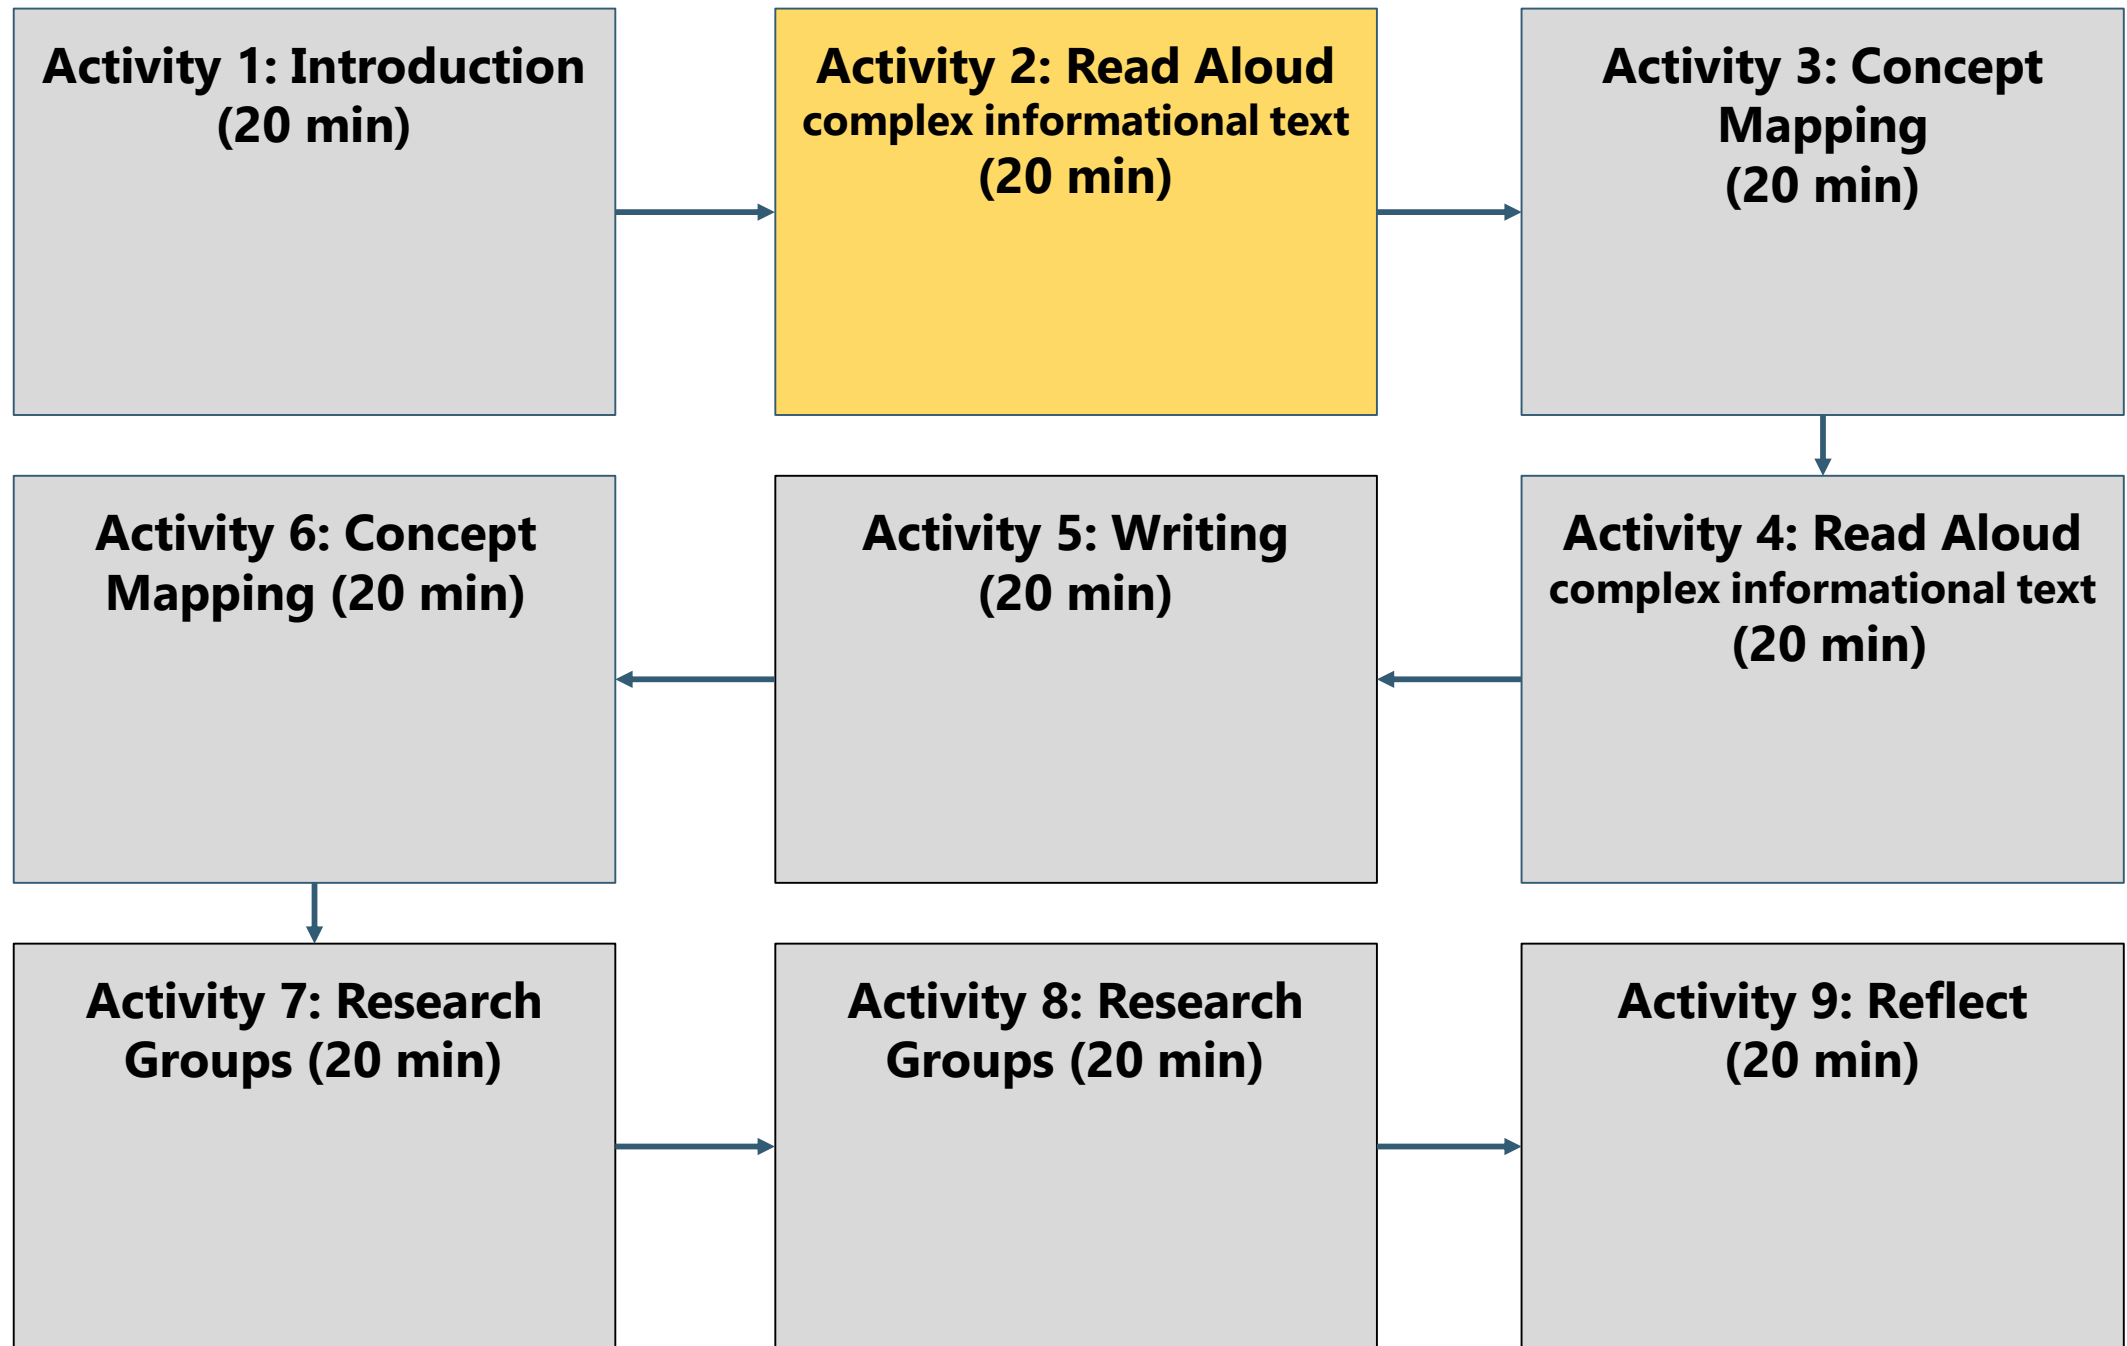 Activity 1: Introduction
(20 min)
Activity 2: Read Aloud
complex informational text
(20 min)
Activity 3: Concept
Mapping
(20 min)
Activity 4: Read Aloud
complex informational text
(20 min)
Activity 5: Writing
(20 min)
Activity 6: Concept
Mapping (20 min)
Activity 7: Research
Groups (20 min)
Activity 8: Research
Groups (20 min)
Activity 9: Reflect
(20 min)